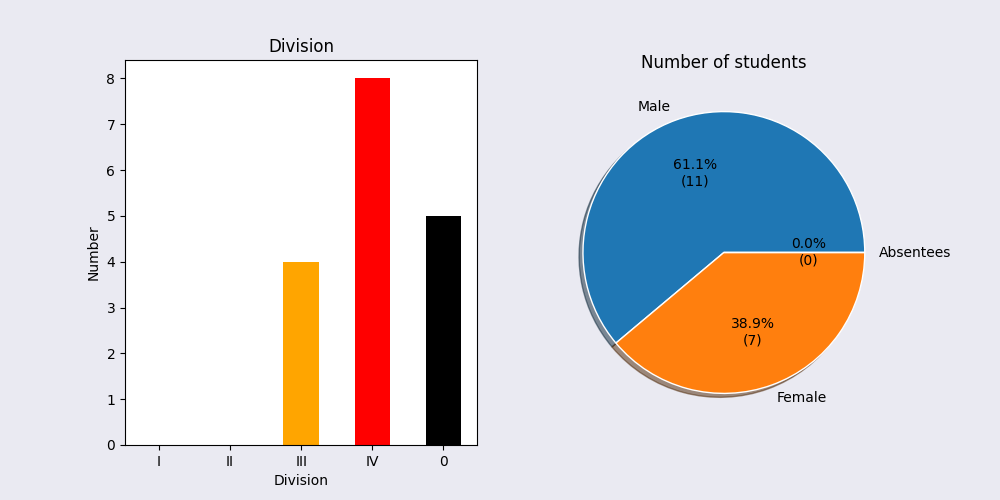 Division
Number
8
7
6
5
4
3
2
1
0
I II III IV 0
Division
Number of students
Male
61.1%
(11)
0.0%
(0)
Absentees
38.9%
(7)
Female